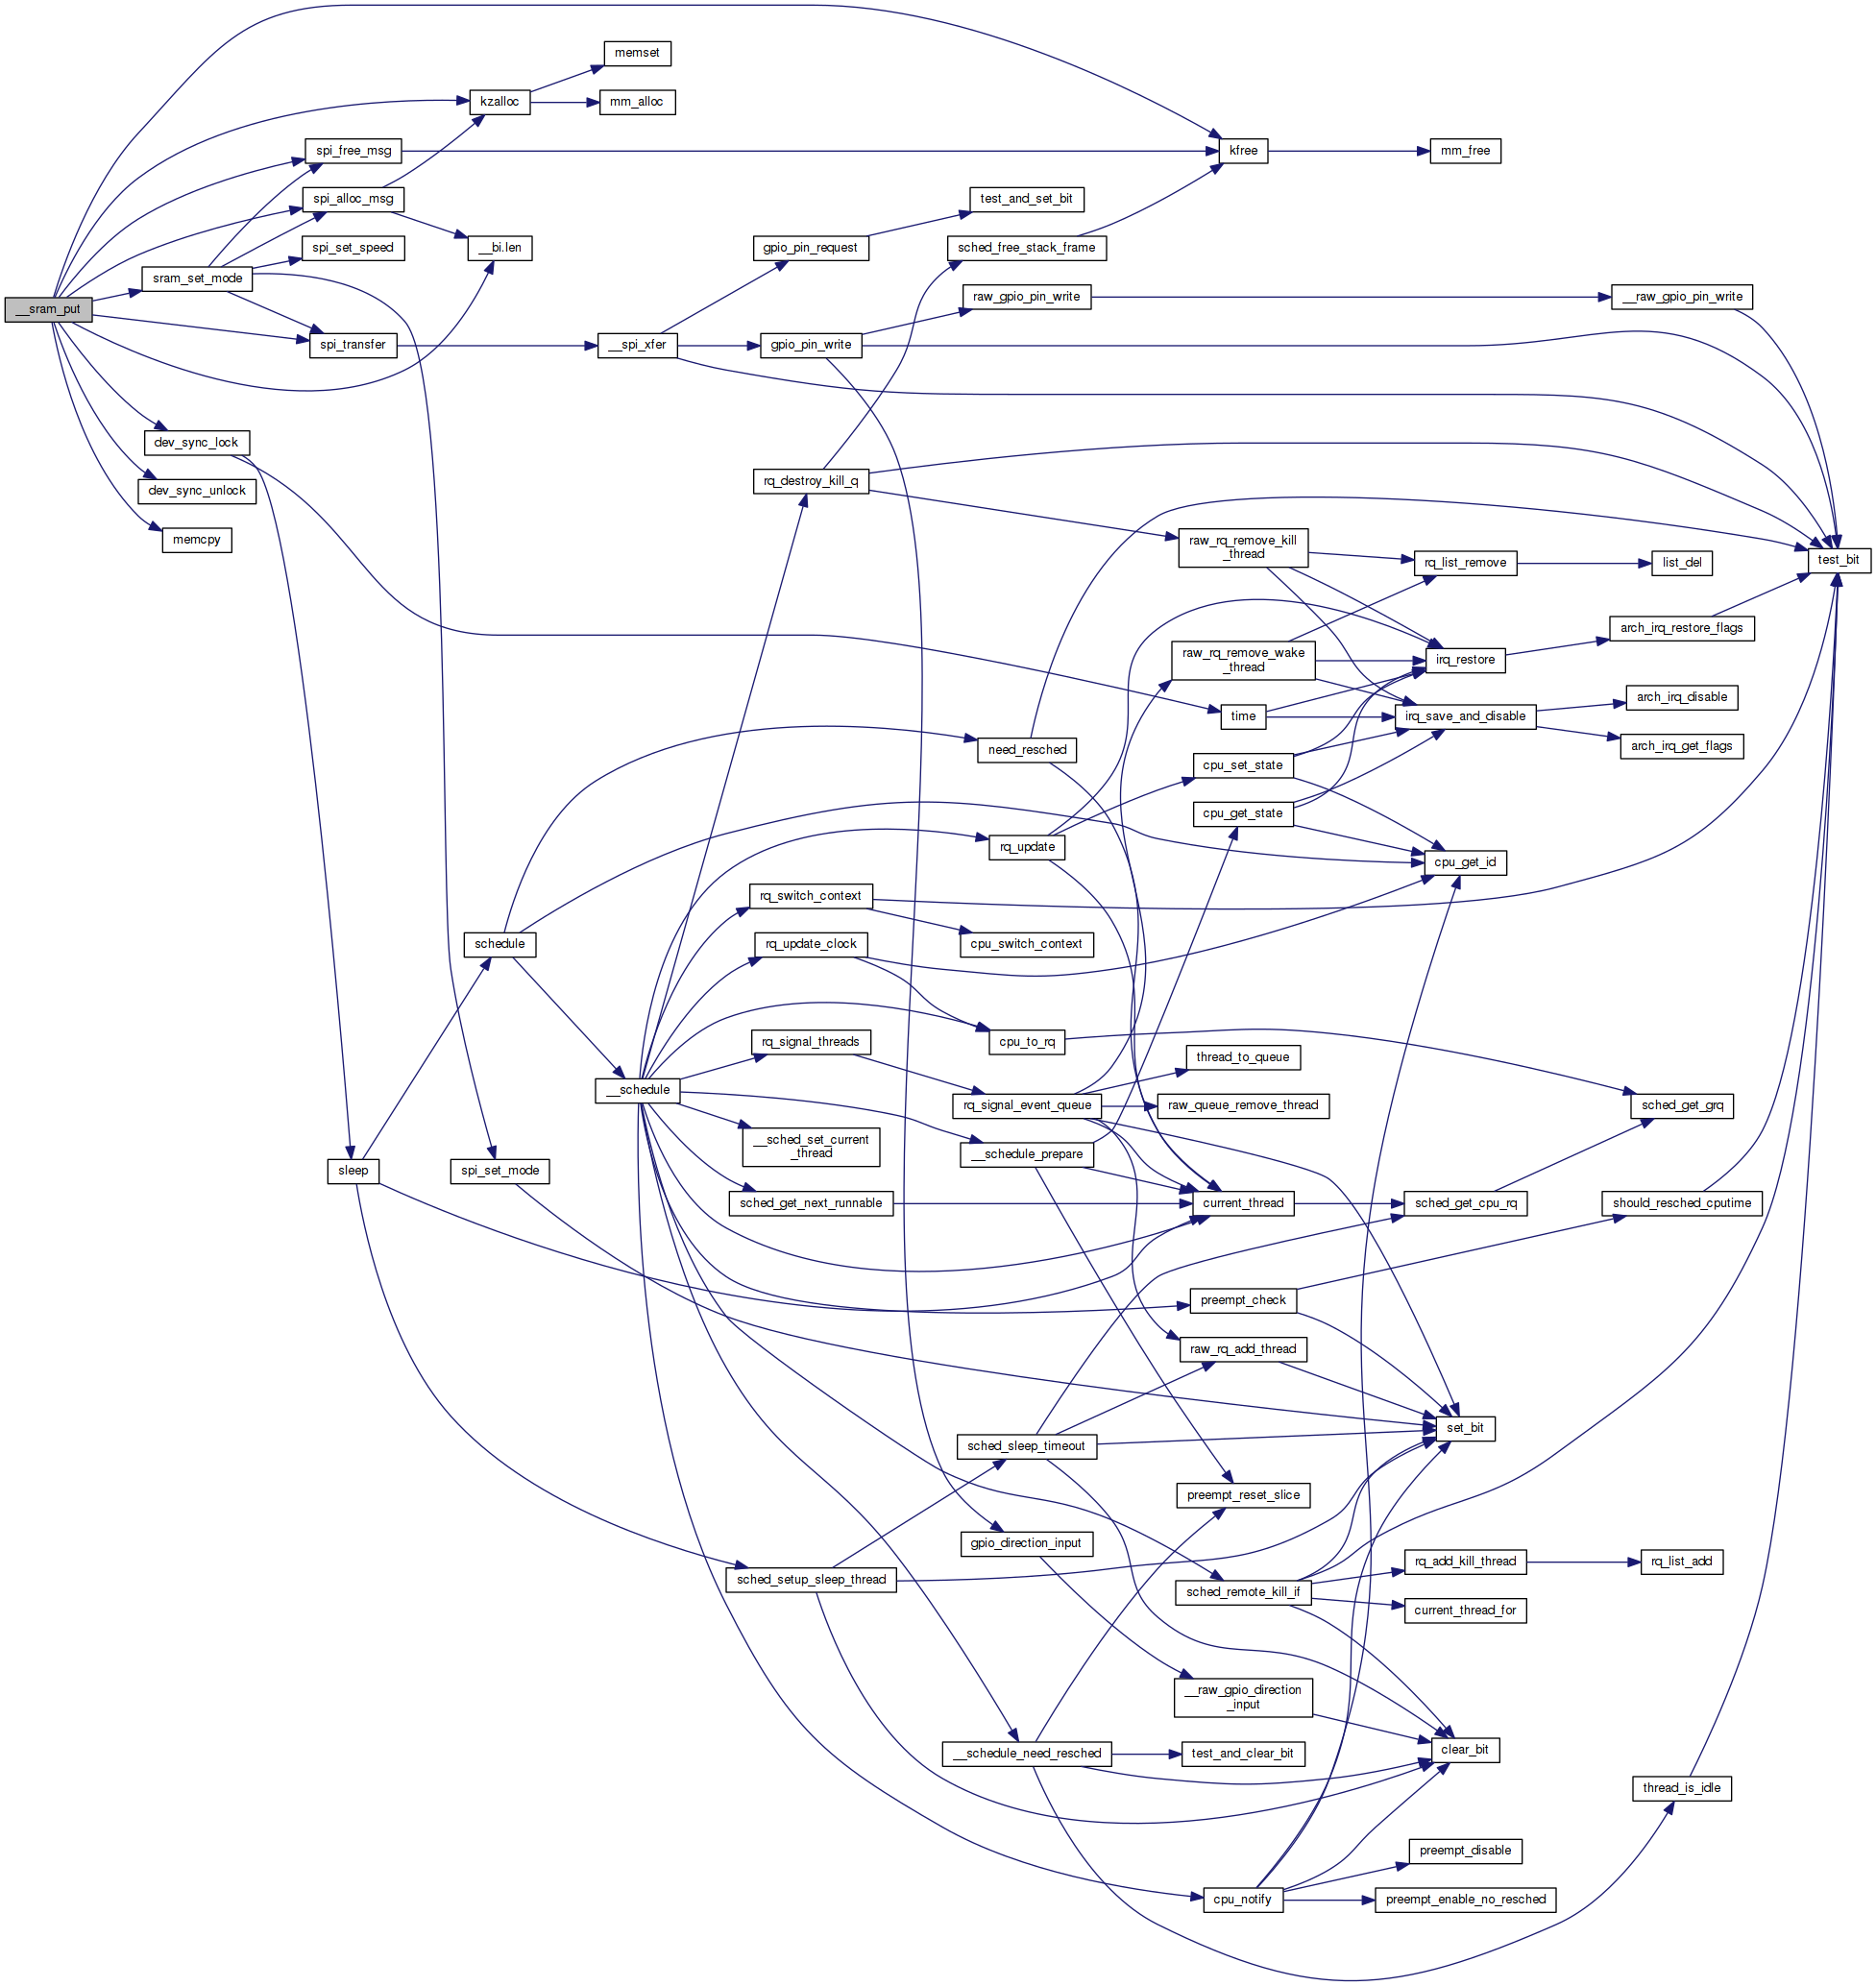 memset
kzalloc
mm_alloc
spi_free_msg
kfree
mm_free
spi_alloc_msg
test_and_set_bit
spi_set_speed
__bi.len
gpio_pin_request
sched_free_stack_frame
sram_set_mode
__sram_put
raw_gpio_pin_write
__raw_gpio_pin_write
spi_transfer
__spi_xfer
gpio_pin_write
dev_sync_lock
rq_destroy_kill_q
dev_sync_unlock
memcpy
raw_rq_remove_kill
_thread
rq_list_remove
list_del
test_bit
arch_irq_restore_flags
raw_rq_remove_wake
_thread
irq_restore
arch_irq_disable
time
irq_save_and_disable
need_resched
arch_irq_get_flags
cpu_set_state
cpu_get_state
rq_update
cpu_get_id
rq_switch_context
schedule
rq_update_clock
cpu_switch_context
rq_signal_threads
cpu_to_rq
thread_to_queue
__schedule
rq_signal_event_queue
raw_queue_remove_thread
sched_get_grq
__sched_set_current
_thread
__schedule_prepare
sleep
spi_set_mode
sched_get_next_runnable
current_thread
sched_get_cpu_rq
should_resched_cputime
preempt_check
raw_rq_add_thread
set_bit
sched_sleep_timeout
preempt_reset_slice
gpio_direction_input
sched_setup_sleep_thread
sched_remote_kill_if
rq_add_kill_thread
rq_list_add
current_thread_for
__raw_gpio_direction
_input
__schedule_need_resched
test_and_clear_bit
clear_bit
thread_is_idle
preempt_disable
cpu_notify
preempt_enable_no_resched